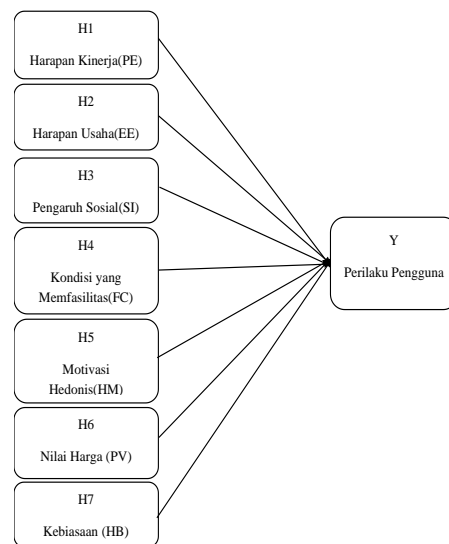 H1
Harapan Kinerja(PE)
H2
Harapan Usaha(EE)
H3
Pengaruh Sosial(SI)
H4
Kondisi yang
Memfasilitas(FC)
H5
Motivasi
Hedonis(HM)
H6
Nilai Harga (PV)
H7
Kebiasaan (HB)
Y
Perilaku Pengguna